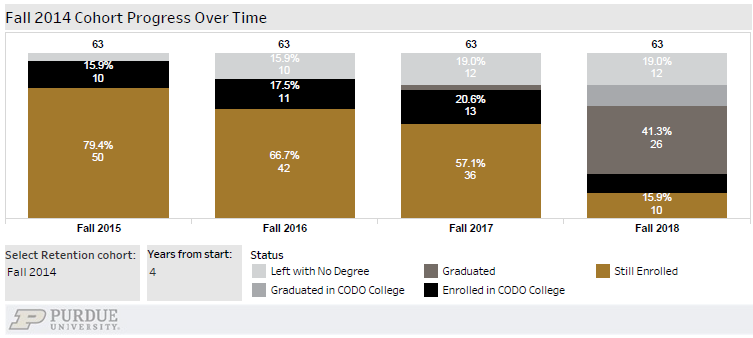 Fall 2014 Cohort Progress Over Time
63 63 63 63
15.9%
10
79.4%
50
15.9%
10
17.5%
11
66.7%
42
19.0%
12
20.6%
13
57.1%
36
19.0%
12
41.3%
26
15.9%
10
Fall 2015 Fall 2016 Fall 2017 Fall 2018
Select Retention cohort:
Fall 2014
Years from start:
4
Status
Left with No Degree Graduated Still Enrolled
Graduated in CODO College Enrolled in CODO College
P PURDUE
UNIVERSITY.